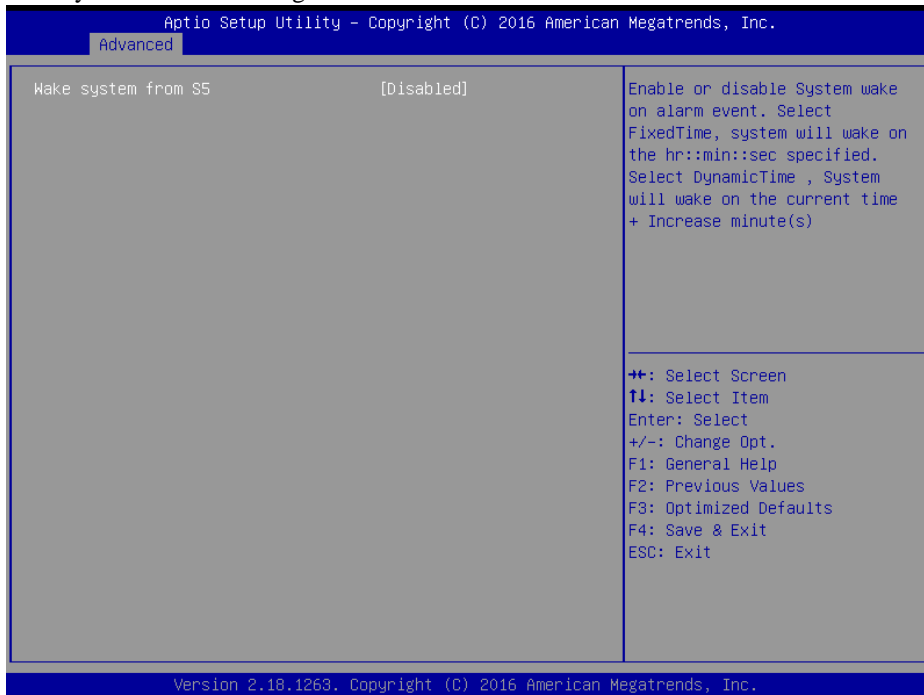 Aptio Setup Utility – Copyright (C) 2016 American Megatrends, Inc.
Advanced
Wake system from S5 [Disabled]
Enable or disable System wake
on alarm event. Select
FixedTime, system will wake on
the hr::min::sec specified.
Select DynamicTime , System
will wake on the current time
+ Increase minute(s)
→←: Select Screen
↑↓: Select Item
Enter: Select
+/-: Change Opt.
F1: General Help
F2: Previous Values
F3: Optimized Defaults
F4: Save & Exit
ESC: Exit
Version 2.18.1263. Copyright (C) 2016 American Megatrends, Inc.